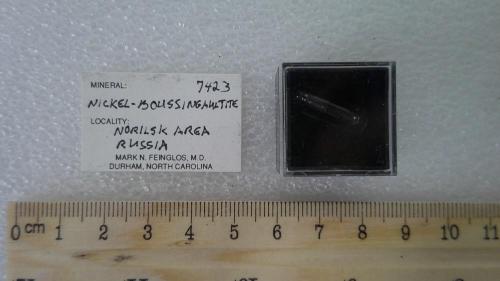 MINERAL: 7423
NICKEL-BOUSSINGAULTITE
LOCALITY:
NORILSK AREA
RUSSIA
MARK N. FEINGLOS, M.D.
DURHAM, NORTH CAROLINA
0 cm 1 2 3 4 5 6 7 8 9 10 11